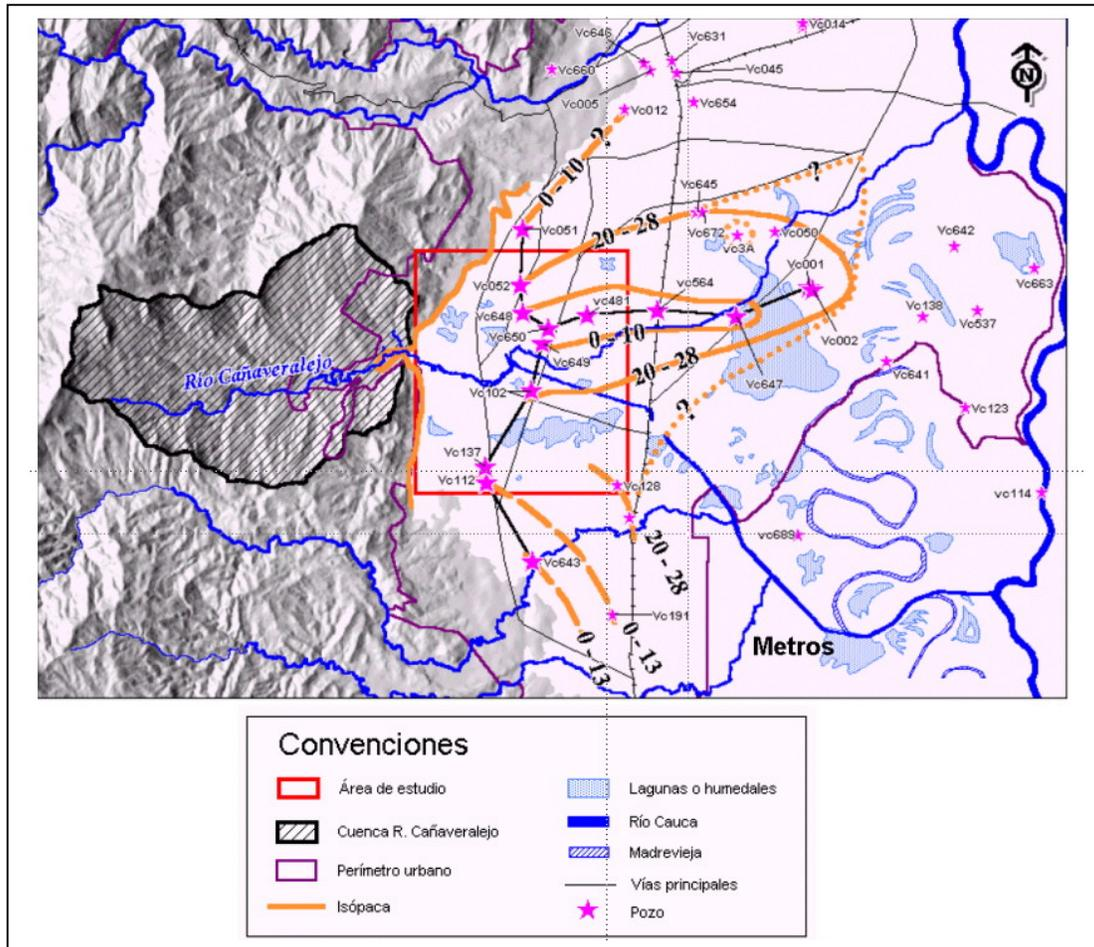 Vc014
Vc646
Vc631
Vc660
Vc045
N
Vc005
Vc654
Vc012
?
0 - 10
?
Vc645
Vc051
20 - 28
Vc672
Vc050
vc3A
Vc642
Vc001
Vc052
Vc564
Vc663
vc481
Vc138
Vc648
Vc537
Vc650
0 - 10
Vc002
Vc649
Río Cañaveralejo
20 - 28
Vc641
Vc647
Vc102
Vc123
?
Vc137
Vc112
Vc128
vc114
vc689
20 - 28
Vc643
Vc191
0 - 13
0 - 13
Metros
Convenciones
Área de estudio
Cuenca R. Cañaveralejo
Perímetro urbano
Isópaca
Lagunas o humedales
Río Cauca
Madrevieja
Vías principales
Pozo